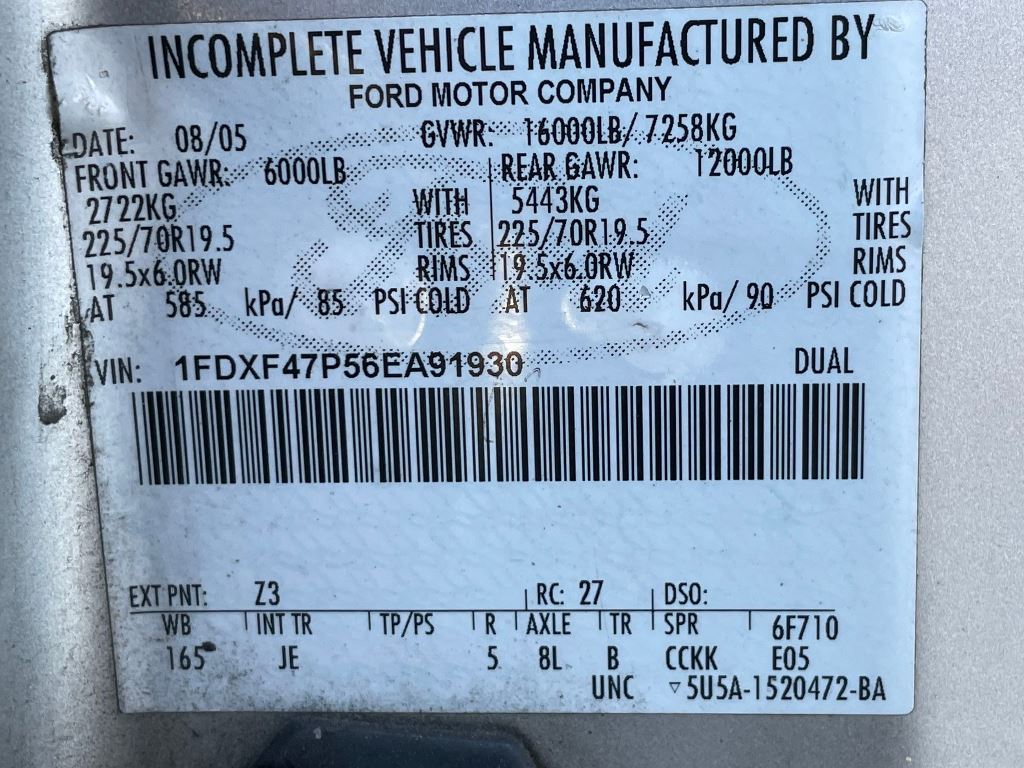 INCOMPLETE VEHICLE MANUFACTURED BY
FORD MOTOR COMPANY
DATE: 08/05 GVWR: 16000LB/ 7258KG
FRONT GAWR: 6000LB REAR GAWR: 12000LB
2722KG WITH 5443KG WITH
225/70R19.5 TIRES 225/70R19.5 TIRES
19.5x6.0RW RIMS 19.5x6.0RW RIMS
AT 585 kPa/ 85 PSI COLD AT 620 kPa/ 90 PSI COLD
VIN: 1FDXF47P56EA91930 DUAL
EXT PNT: Z3 RC: 27 DSO:
WB INT TR TP/PS R AXLE TR SPR 6F710
165 JE 5 8L B CCKK E05
UNC ▿5U5A-1520472-BA